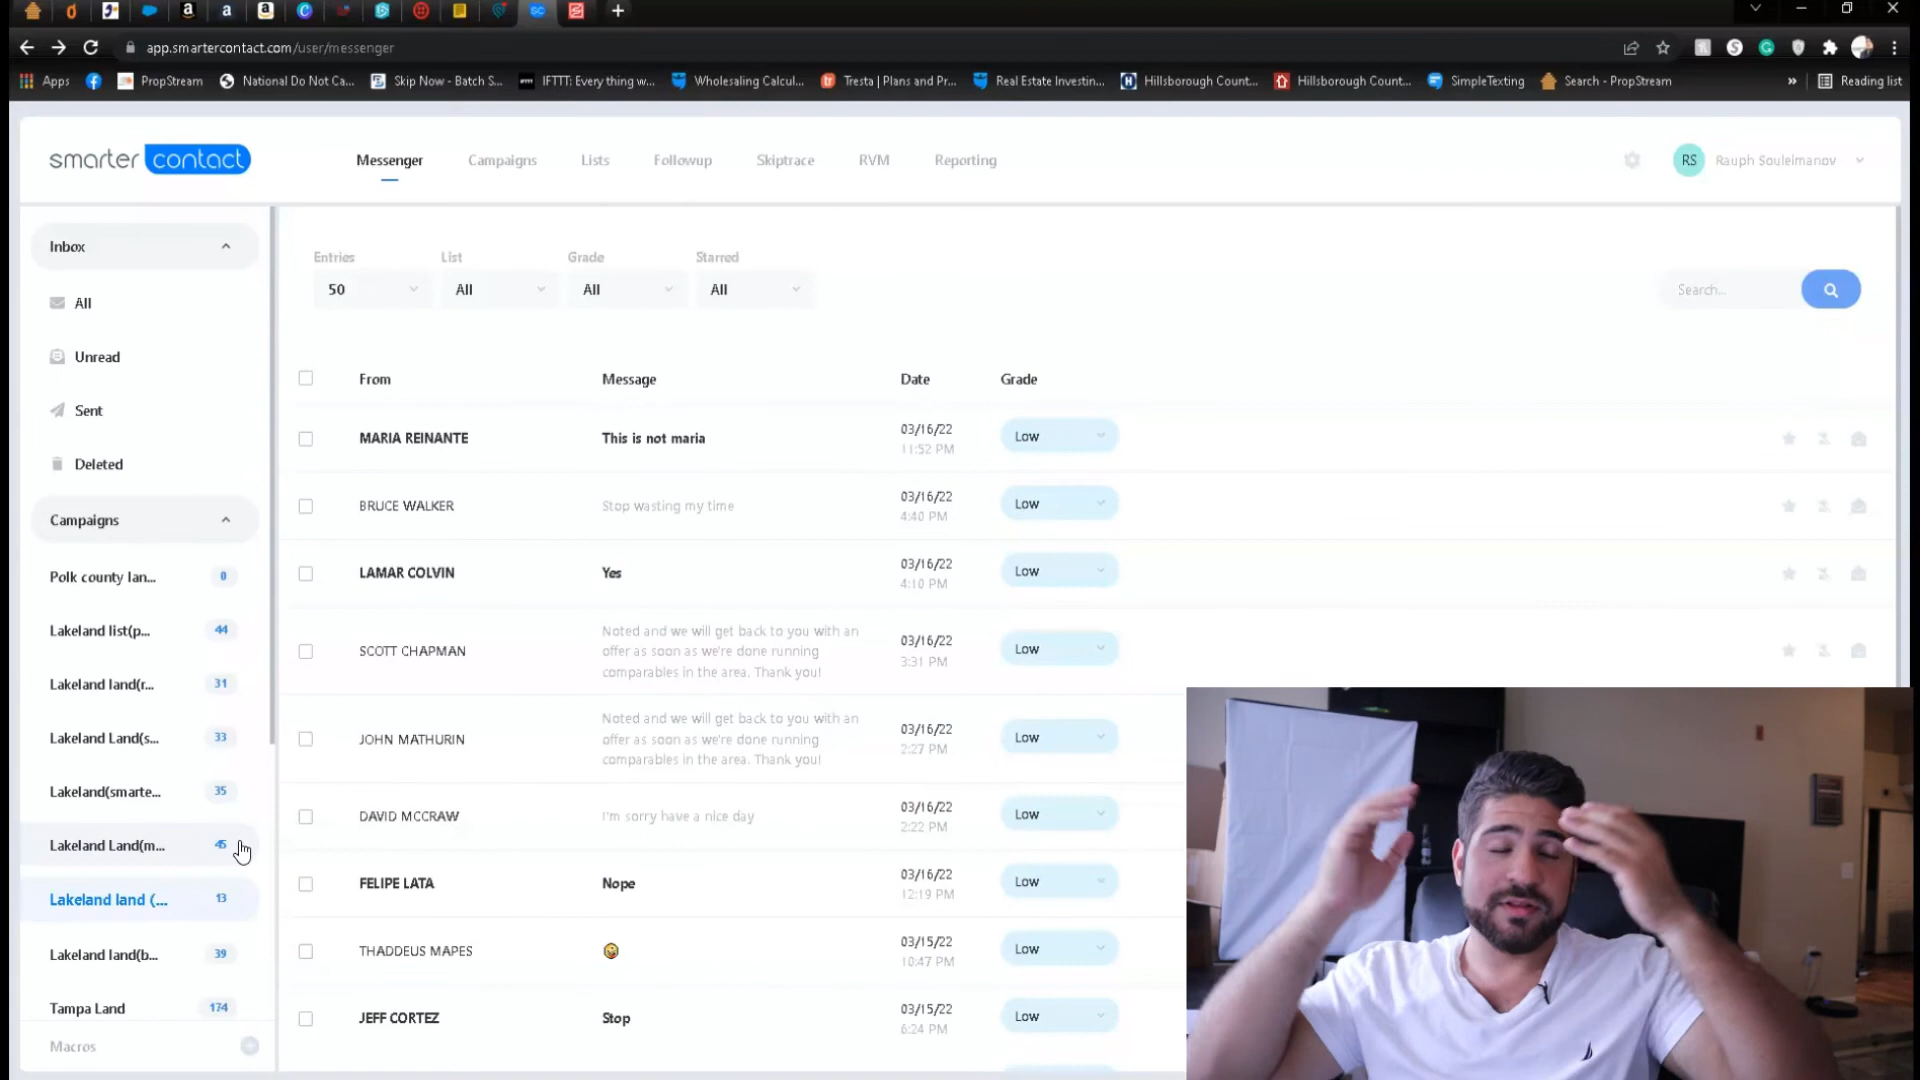 app.smartercontact.com/user/messenger
Apps PropStream National Do Not Ca... Skip Now - Batch S... IFTTT: Every thing w... Wholesaling Calcul... Tresta | Plans and Pr... Real Estate Investin... Hillsborough Count... Hillsborough Count... SimpleTexting Search - PropStream » Reading list
smarter contact Messenger Campaigns Lists Followup Skiptrace RVM Reporting RS Rauph Souleimanov
Inbox
All
Unread
Sent
Deleted
Campaigns
Polk county lan... 0
Lakeland list(p... 44
Lakeland land(r... 31
Lakeland Land(s... 33
Lakeland(smarte... 35
Lakeland Land(m... 45
Lakeland land (... 13
Lakeland land(b... 39
Tampa Land 174
Macros
Entries List Grade Starred
50 All All All Search...
From Message Date Grade
MARIA REINANTE This is not maria 03/16/22 Low
11:52 PM
BRUCE WALKER Stop wasting my time 03/16/22 Low
4:40 PM
LAMAR COLVIN Yes 03/16/22 Low
4:10 PM
SCOTT CHAPMAN Noted and we will get back to you with an 03/16/22 Low
offer as soon as we're done running 3:31 PM
comparables in the area. Thank you!
JOHN MATHURIN Noted and we will get back to you with an 03/16/22 Low
offer as soon as we're done running 2:27 PM
comparables in the area. Thank you!
DAVID MCCRAW I'm sorry have a nice day 03/16/22 Low
2:22 PM
FELIPE LATA Nope 03/16/22 Low
12:19 PM
THADDEUS MAPES 03/15/22 Low
10:47 PM
JEFF CORTEZ Stop 03/15/22 Low
6:24 PM